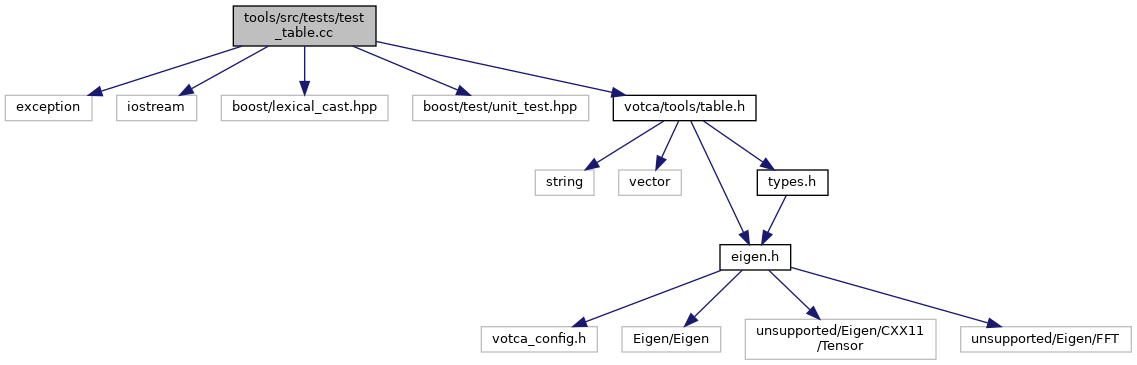 tools/src/tests/test
_table.cc
exception
iostream
boost/lexical_cast.hpp
boost/test/unit_test.hpp
votca/tools/table.h
string
vector
types.h
eigen.h
votca_config.h
Eigen/Eigen
unsupported/Eigen/CXX11
/Tensor
unsupported/Eigen/FFT